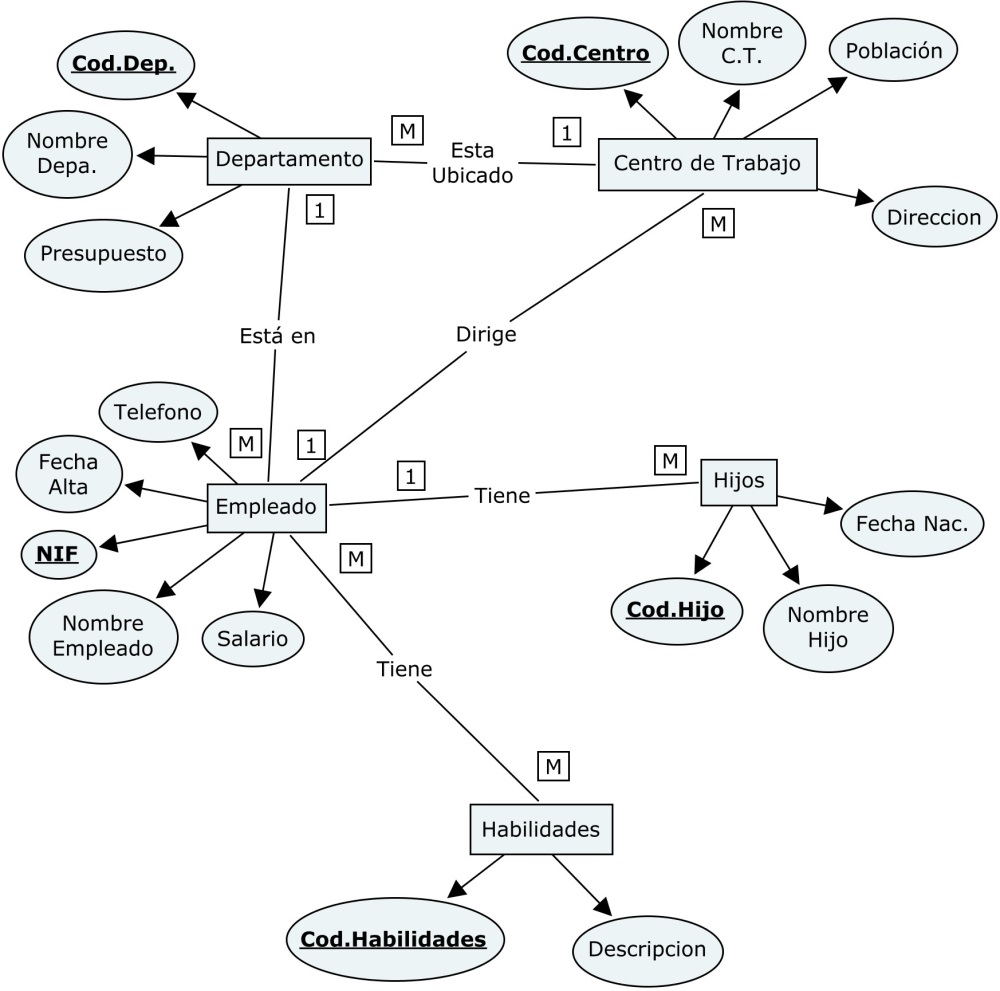 Cod.Dep.
Nombre
Depa.
Presupuesto
Departamento
M
Esta
Ubicado
1
Cod.Centro
Nombre
C.T.
Población
Centro de Trabajo
Direccion
1
M
Está en
Dirige
Telefono
M
1
Fecha
Alta
Empleado
NIF
Nombre
Empleado
Salario
1
Tiene
M
Hijos
Fecha Nac.
Cod.Hijo
Nombre
Hijo
M
Tiene
M
Habilidades
Cod.Habilidades
Descripcion